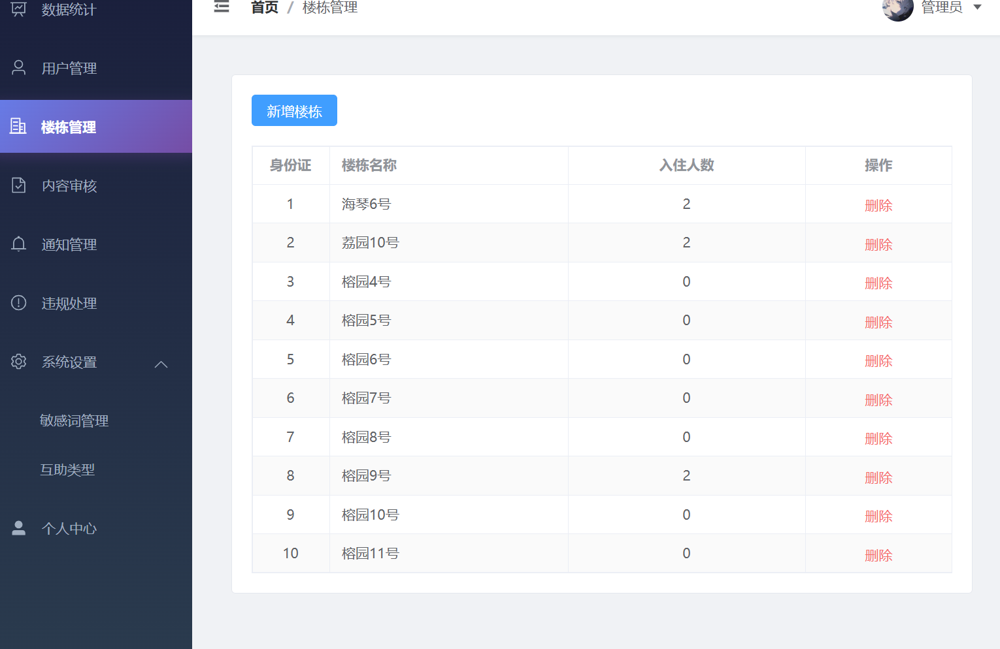 数据统计
用户管理
楼栋管理
内容审核
通知管理
违规处理
系统设置
敏感词管理
互助类型
个人中心
首页 / 楼栋管理
管理员
新增楼栋
身份证 楼栋名称 入住人数 操作
1 海琴6号 2 删除
2 荔园10号 2 删除
3 榕园4号 0 删除
4 榕园5号 0 删除
5 榕园6号 0 删除
6 榕园7号 0 删除
7 榕园8号 0 删除
8 榕园9号 2 删除
9 榕园10号 0 删除
10 榕园11号 0 删除